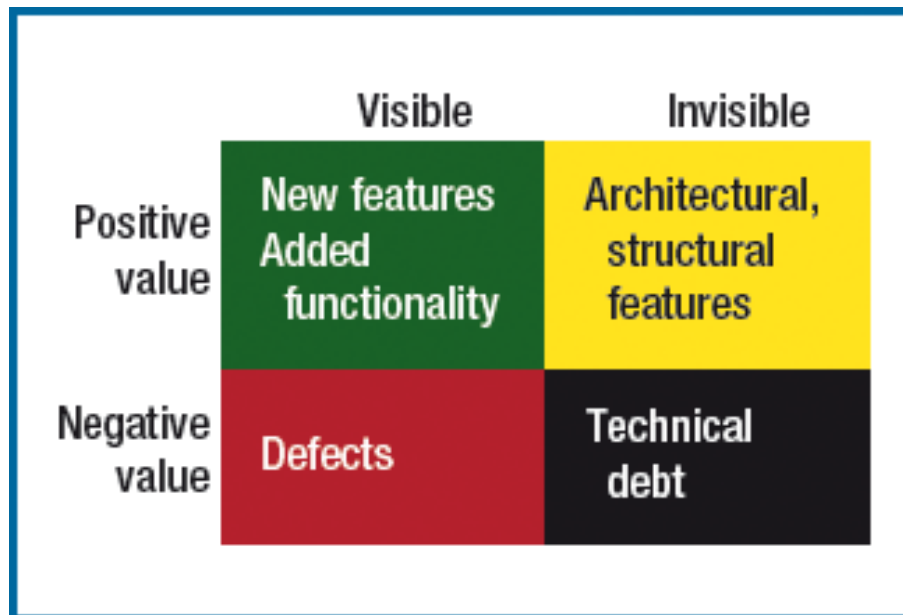 Visible Invisible
Positive
value
New features
Added
functionality
Architectural,
structural
features
Negative
value
Defects
Technical
debt